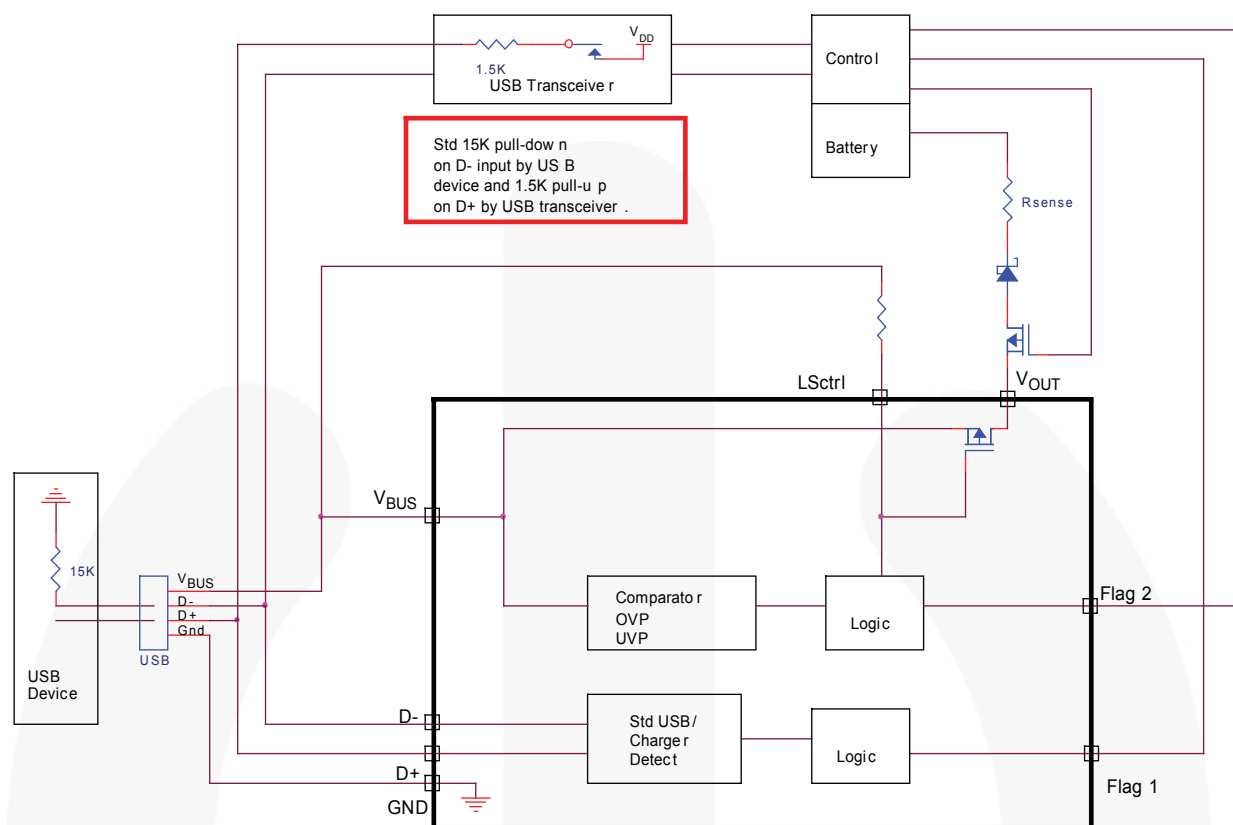 VDD
1.5K
USB Transceive r
Contro l
Battery
Std 15K pull-dow n
on D- input by US B
device and 1.5K pull-u p
on D+ by USB transceiver .
Rsense
LSctrl
VOUT
VBUS
15K
VBUS
D-
D+
Gnd
USB
USB
Device
Comparato r
OVP
UVP
Logic
Flag 2
D-
Std USB/
Charge r
Detect
Logic
D+
GND
Flag 1